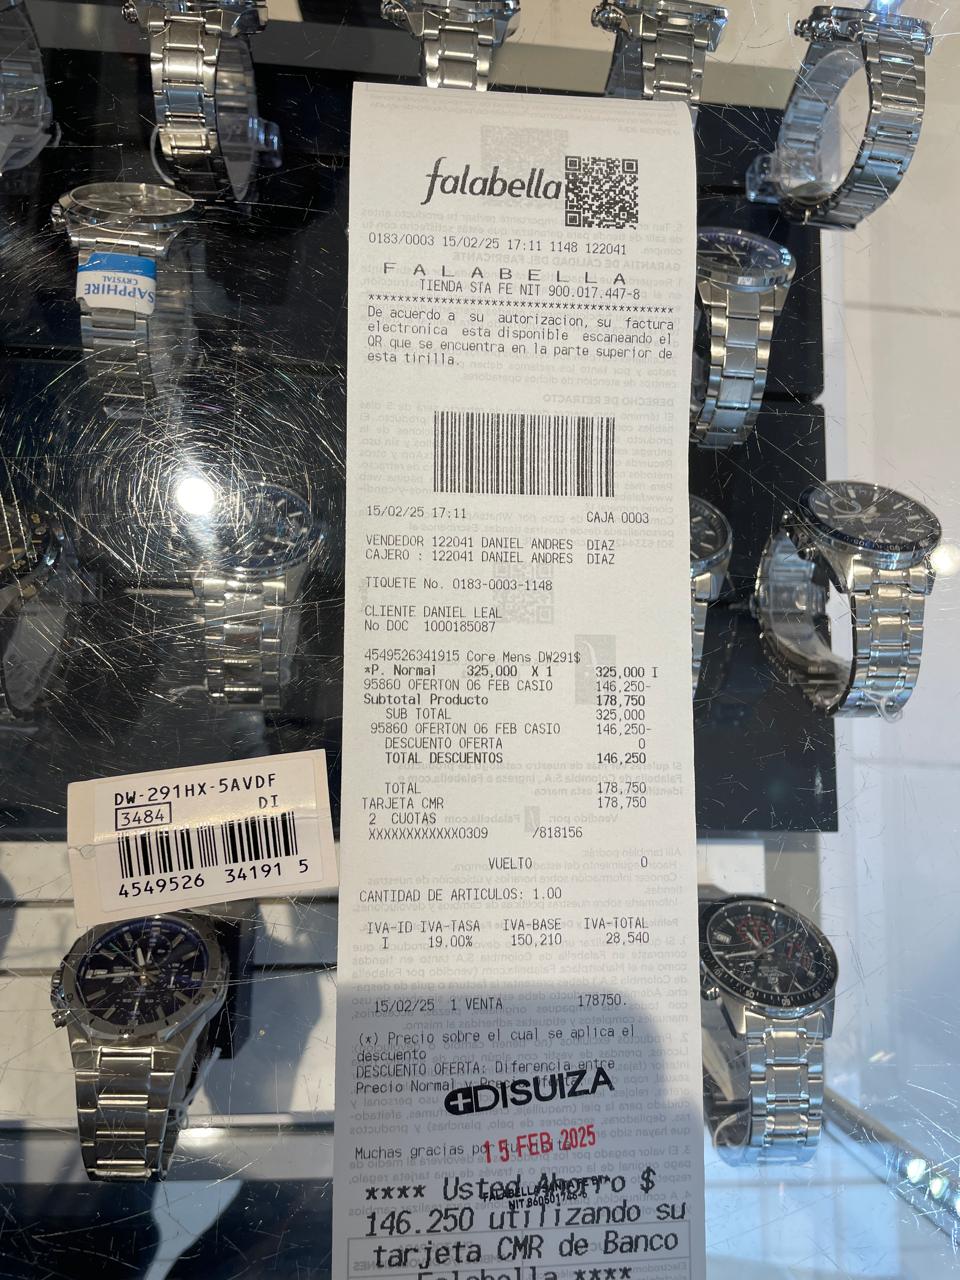 falabella
0183/0003 15/02/25 17:11 1148 122041
F A L A B E L L A
TIENDA STA FE NIT 900.017.447-8
****************************************
De acuerdo a su autorizacion, su factura
electronica esta disponible escaneando el
QR que se encuentra en la parte superior de
esta tirilla.
15/02/25 17:11 CAJA 0003
VENDEDOR 122041 DANIEL ANDRES DIAZ
CAJERO : 122041 DANIEL ANDRES DIAZ
TIQUETE No. 0183-0003-1148
CLIENTE DANIEL LEAL
No DOC 1000185087
4549526341915 Core Mens DW291$
*P. Normal 325,000 X 1 325,000 I
95860 OFERTON 06 FEB CASIO 146,250-
Subtotal Producto 178,750
SUB TOTAL 325,000
95860 OFERTON 06 FEB CASIO 146,250-
DESCUENTO OFERTA 0
TOTAL DESCUENTOS 146,250
TOTAL 178,750
TARJETA CMR 178,750
2 CUOTAS
XXXXXXXXXXXX0309 /818156
VUELTO 0
CANTIDAD DE ARTICULOS: 1.00
IVA-ID IVA-TASA IVA-BASE IVA-TOTAL
I 19,00% 150,210 28,540
15/02/25 1 VENTA 178750.
(*) Precio sobre el cual se aplica el
descuento
DESCUENTO OFERTA: Diferencia entre
Precio Normal y
DISUIZA
Muchas gracias
15 FEB 2025
**** Usted Ahorro $
146.250 utilizando su
tarjeta CMR de Banco
Falabella ****
SAPPHIRE
CRYSTAL
DW-291HX-5AVDF
3484 DI
4549526 34191 5